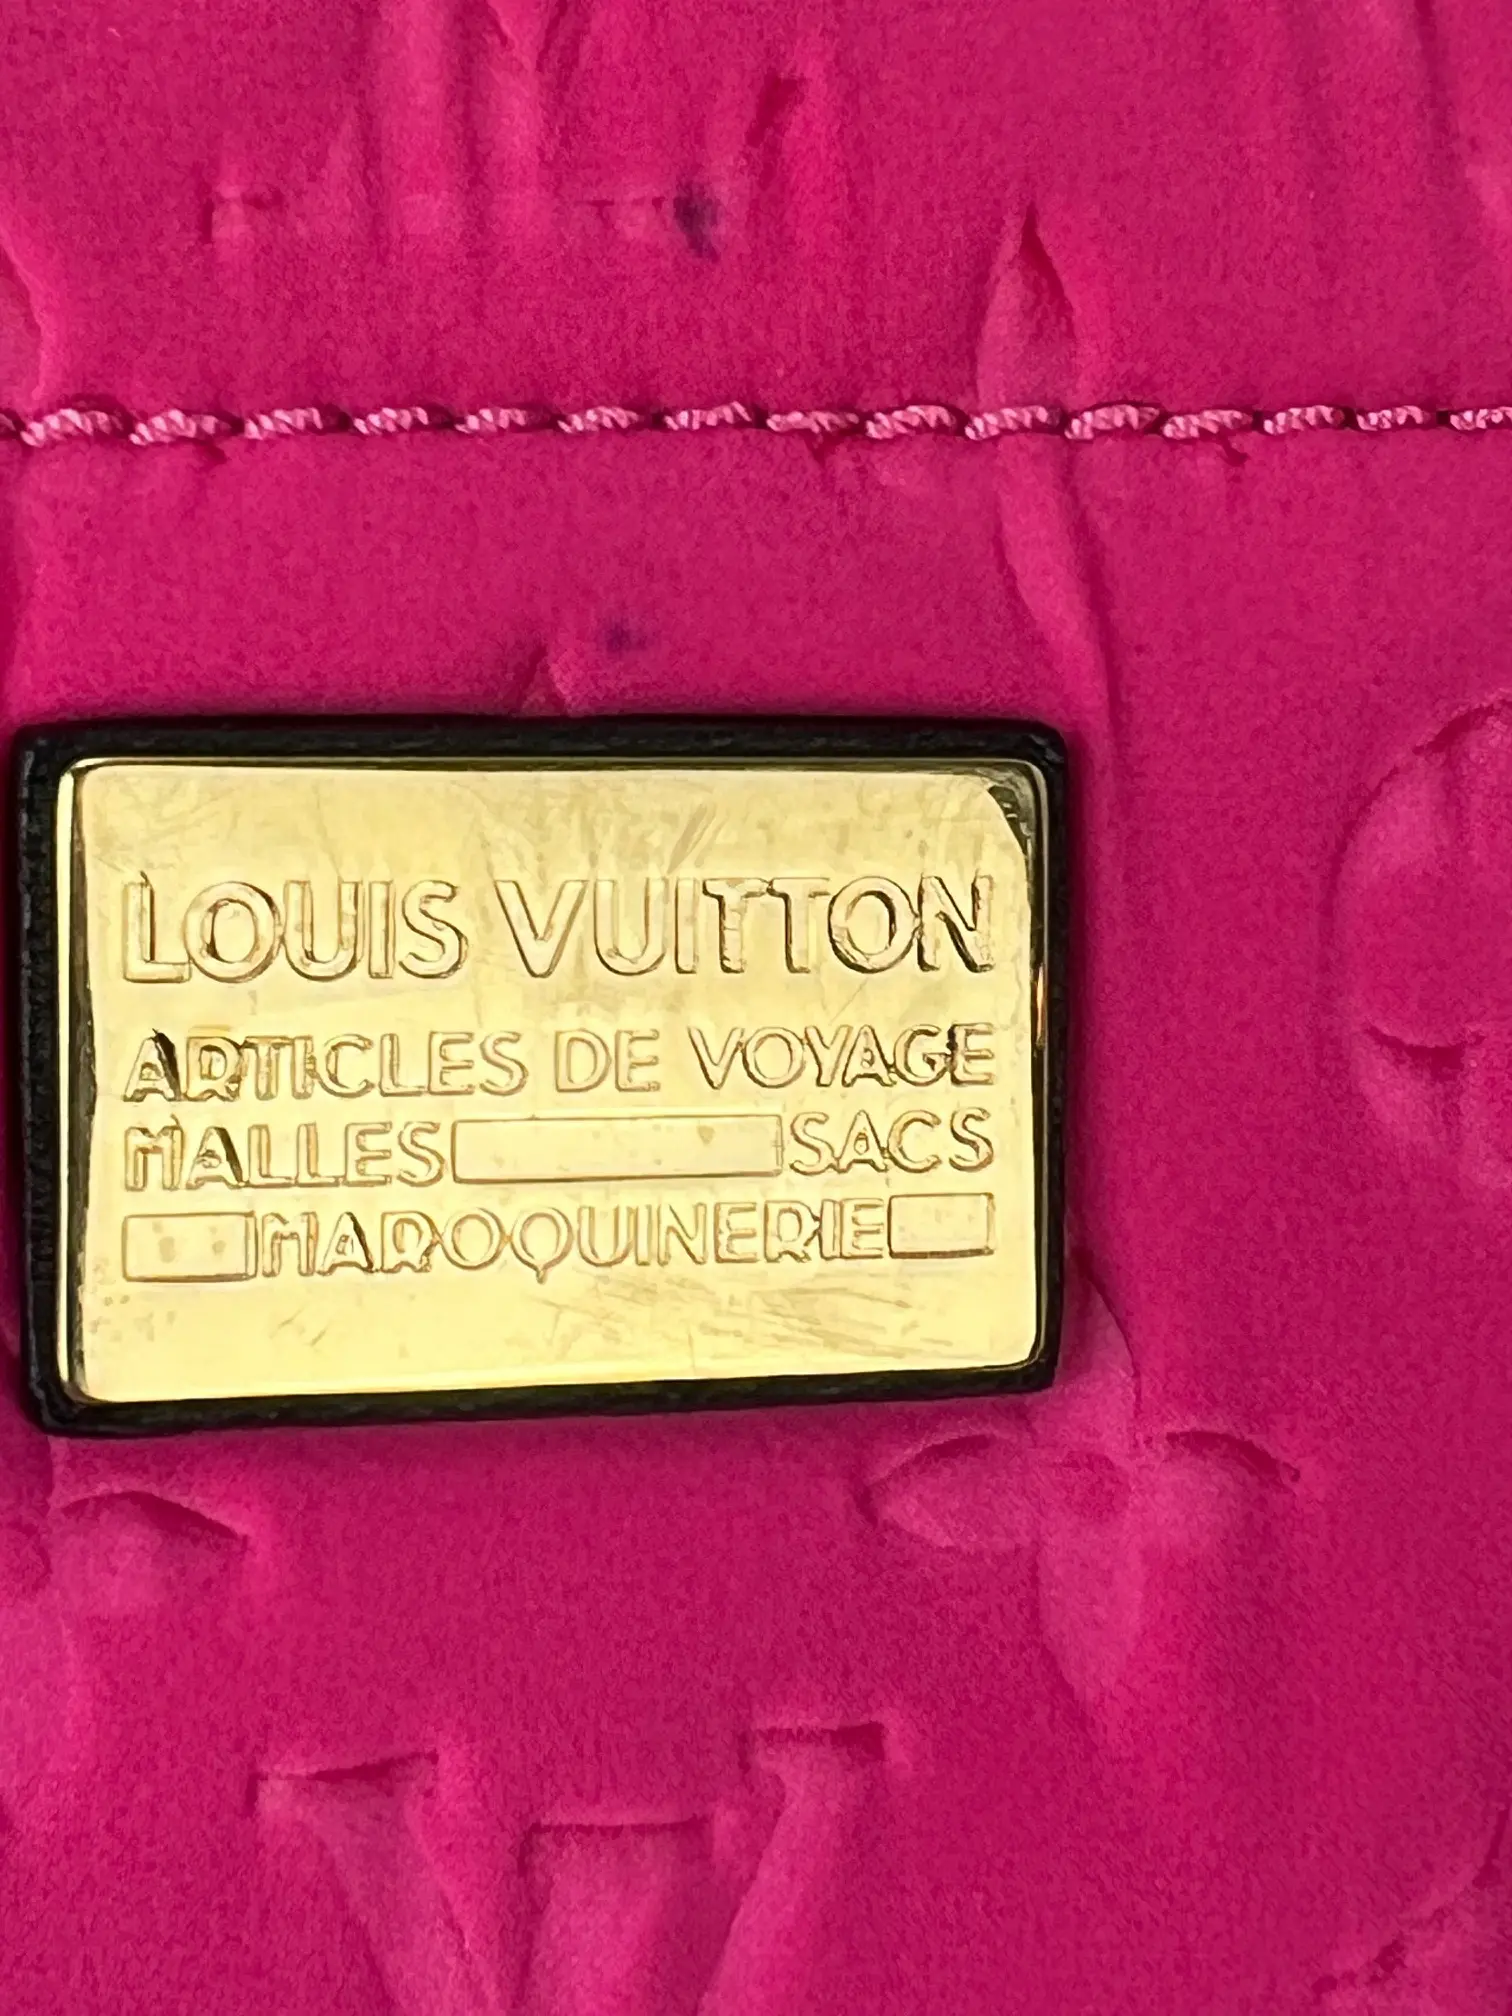 LOUIS VUITTON
ARTICLES DE VOYAGE
MALLES SACS
MAROQUINERIE